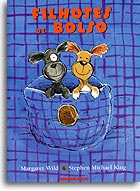 FILHOTES
DE BOLSO
Margaret Wild
Stephen Michael King